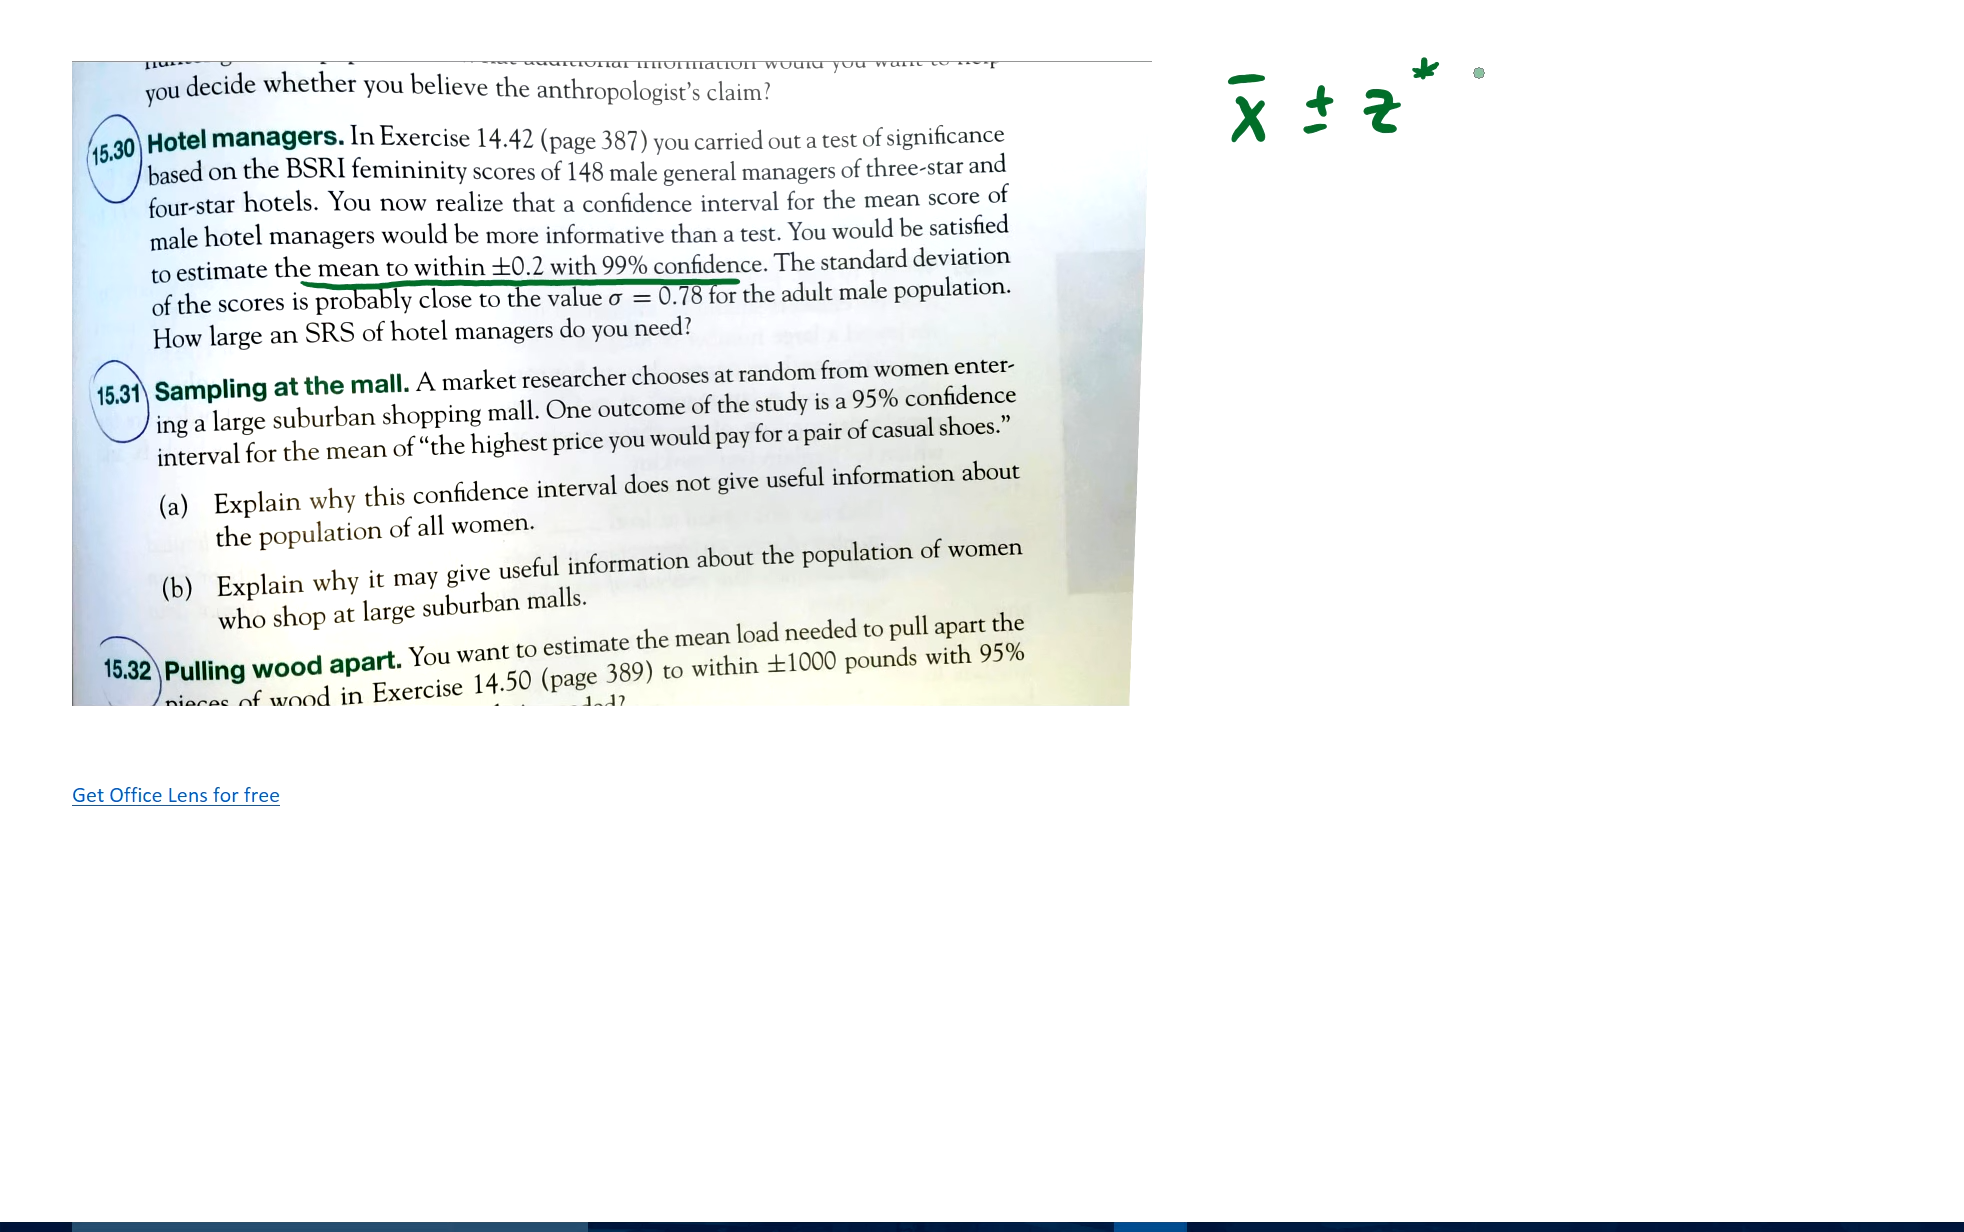 additional information would you want to help
you decide whether you believe the anthropologist's claim?
15.30 Hotel managers. In Exercise 14.42 (page 387) you carried out a test of significance
based on the BSRI femininity scores of 148 male general managers of three-star and
four-star hotels. You now realize that a confidence interval for the mean score of
male hotel managers would be more informative than a test. You would be satisfied
to estimate the mean to within ±0.2 with 99% confidence. The standard deviation
of the scores is probably close to the value σ = 0.78 for the adult male population.
How large an SRS of hotel managers do you need?
15.31 Sampling at the mall. A market researcher chooses at random from women enter-
ing a large suburban shopping mall. One outcome of the study is a 95% confidence
interval for the mean of “the highest price you would pay for a pair of casual shoes.”
(a) Explain why this confidence interval does not give useful information about
the population of all women.
(b) Explain why it may give useful information about the population of women
who shop at large suburban malls.
15.32 Pulling wood apart. You want to estimate the mean load needed to pull apart the
pieces of wood in Exercise 14.50 (page 389) to within ±1000 pounds with 95%
x̄ ± z*
Get Office Lens for free